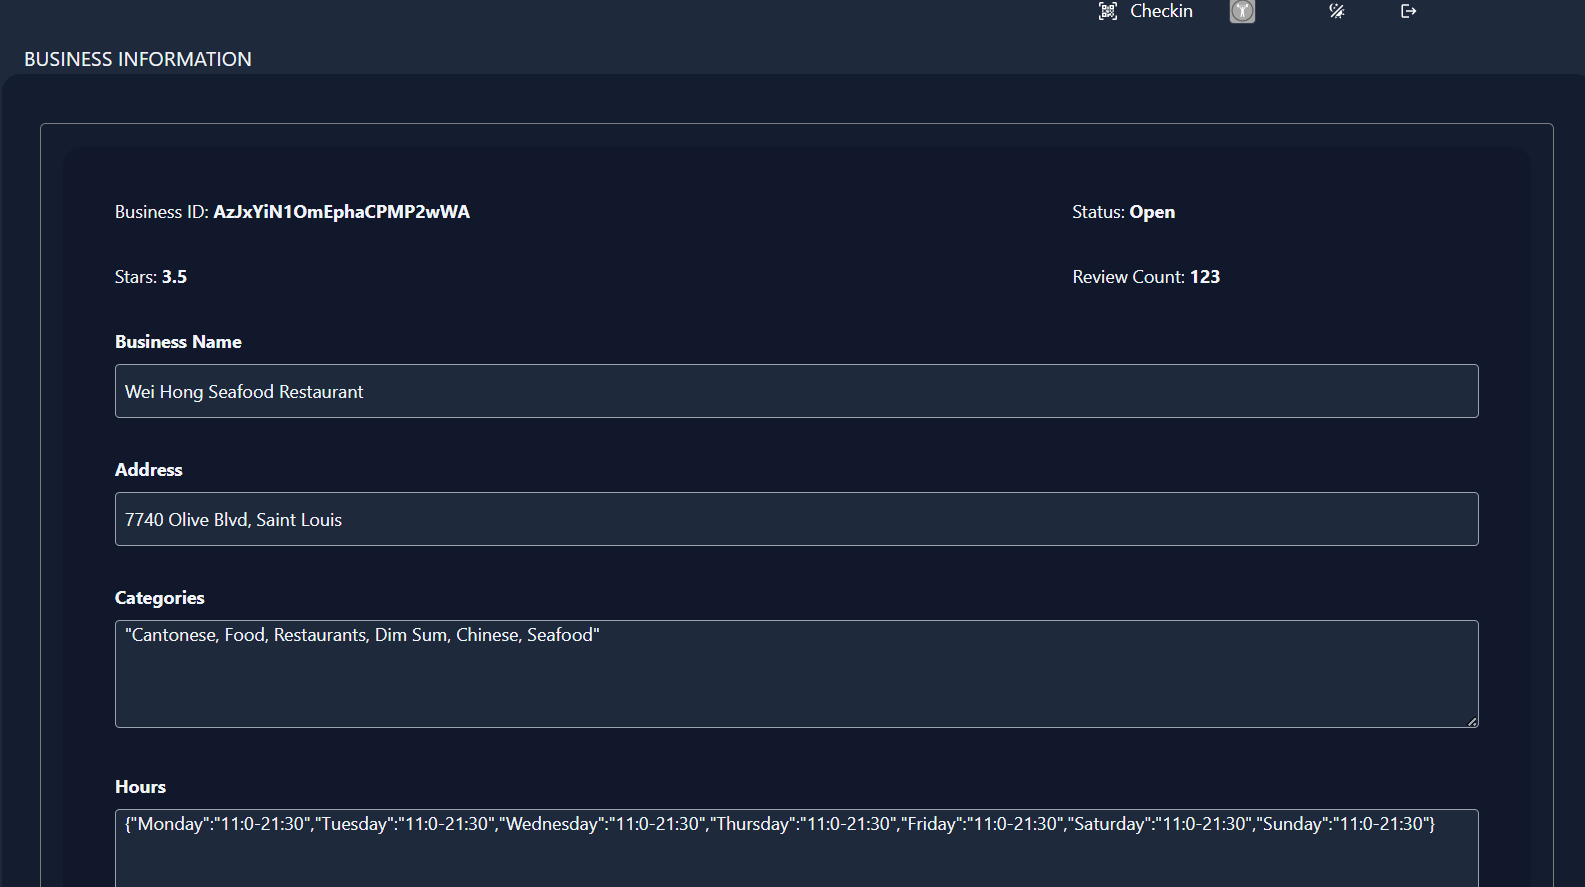 Checkin
BUSINESS INFORMATION
Business ID: AzJxYiN1OmEphaCPMP2wWA
Status: Open
Stars: 3.5
Review Count: 123
Business Name
Wei Hong Seafood Restaurant
Address
7740 Olive Blvd, Saint Louis
Categories
"Cantonese, Food, Restaurants, Dim Sum, Chinese, Seafood"
Hours
{"Monday":"11:0-21:30","Tuesday":"11:0-21:30","Wednesday":"11:0-21:30","Thursday":"11:0-21:30","Friday":"11:0-21:30","Saturday":"11:0-21:30","Sunday":"11:0-21:30"}